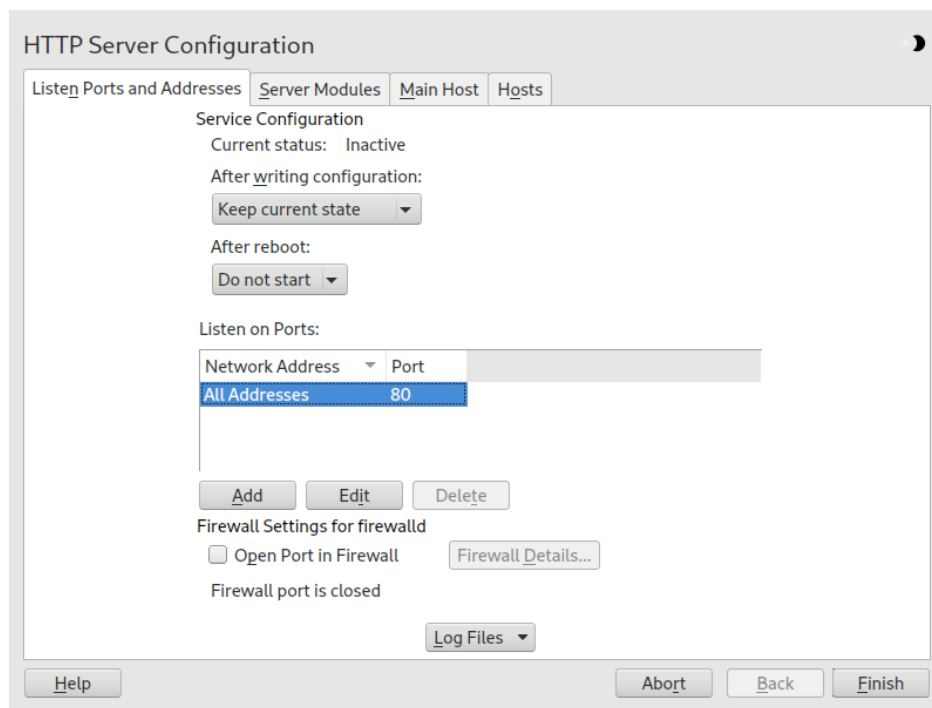 HTTP Server Configuration
Listen Ports and Addresses Server Modules Main Host Hosts
Service Configuration
Current status: Inactive
After writing configuration:
Keep current state
After reboot:
Do not start
Listen on Ports:
Network Address Port
All Addresses 80
Add Edit Delete
Firewall Settings for firewalld
Open Port in Firewall Firewall Details...
Firewall port is closed
Log Files
Help Abort Back Finish